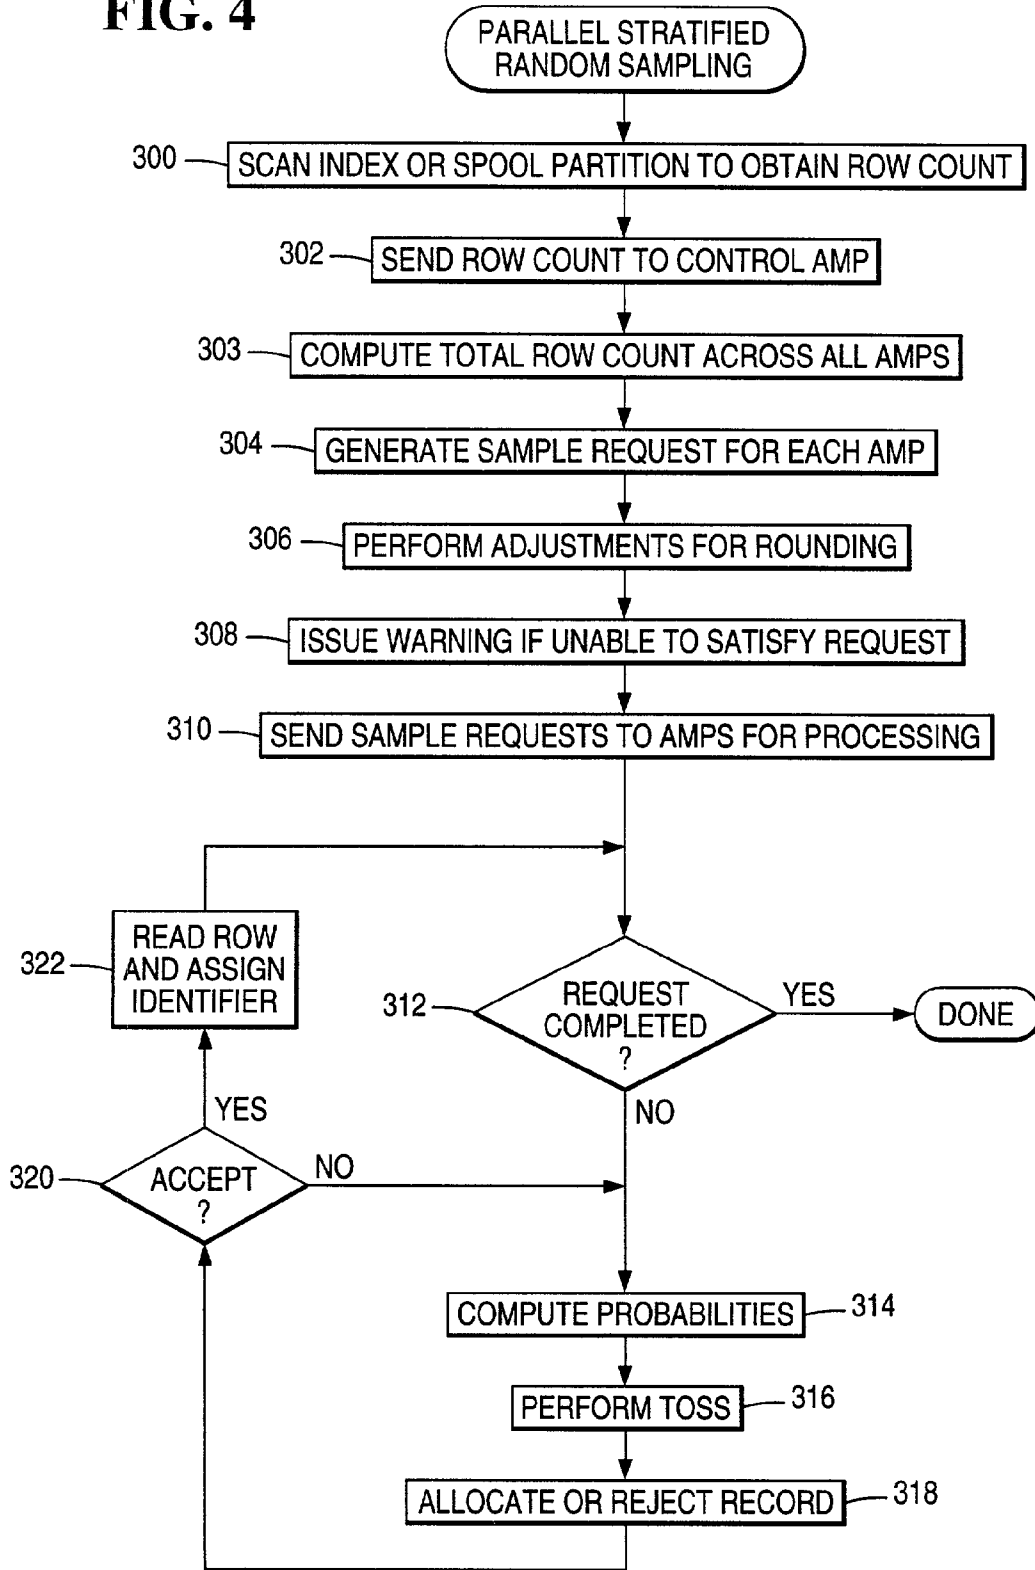 FIG. 4
PARALLEL STRATIFIED
RANDOM SAMPLING
300
SCAN INDEX OR SPOOL PARTITION TO OBTAIN ROW COUNT
302
SEND ROW COUNT TO CONTROL AMP
303
COMPUTE TOTAL ROW COUNT ACROSS ALL AMPS
304
GENERATE SAMPLE REQUEST FOR EACH AMP
306
PERFORM ADJUSTMENTS FOR ROUNDING
308
ISSUE WARNING IF UNABLE TO SATISFY REQUEST
310
SEND SAMPLE REQUESTS TO AMPS FOR PROCESSING
322
READ ROW
AND ASSIGN
IDENTIFIER
312
REQUEST
COMPLETED
?
YES
DONE
NO
YES
320
ACCEPT
?
NO
COMPUTE PROBABILITIES
314
PERFORM TOSS
316
ALLOCATE OR REJECT RECORD
318